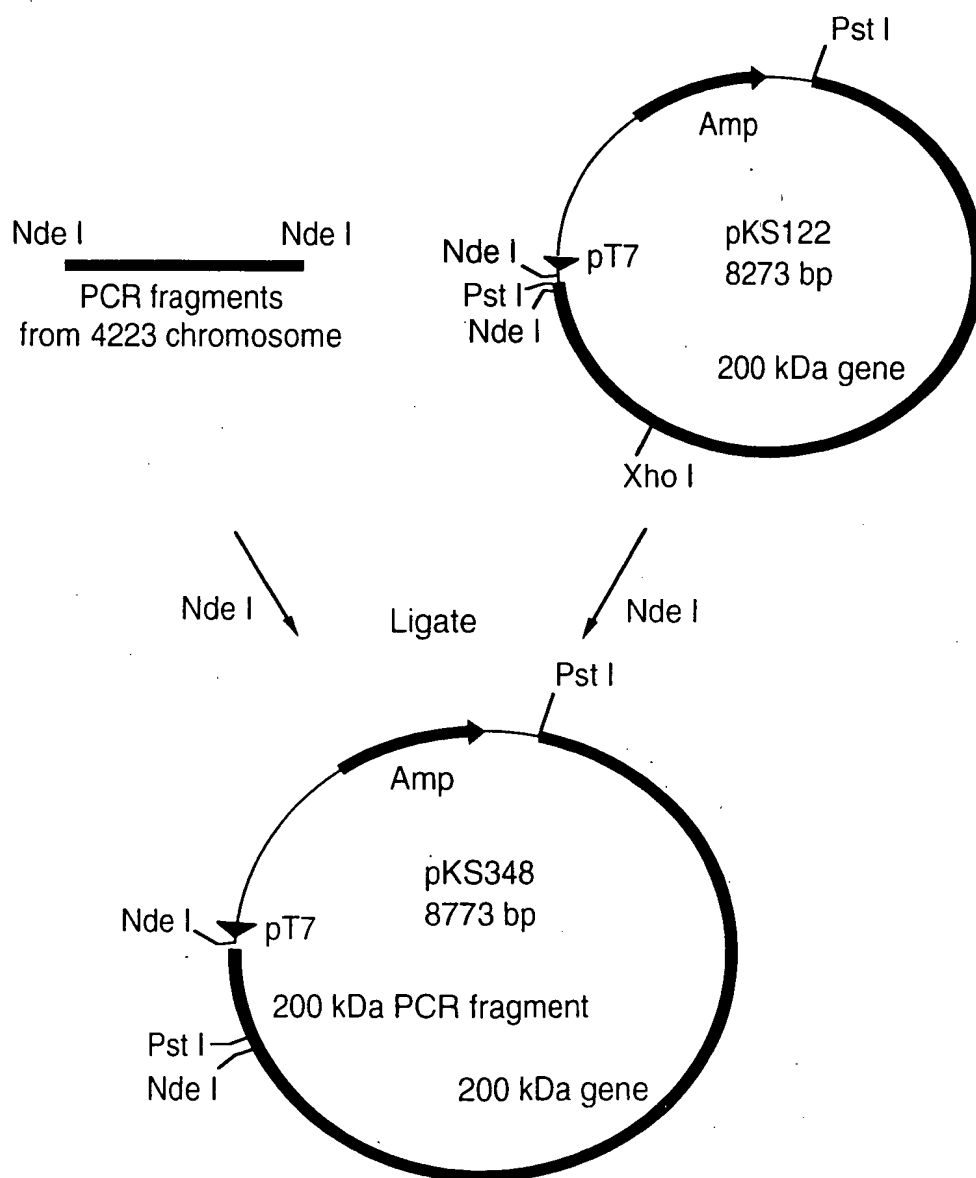 Pst I
Amp
Nde I
Nde I
PCR fragments
from 4223 chromosome
pKS122
8273 bp
Nde I
pT7
Pst I
Nde I
200 kDa gene
Xho I
Nde I
Ligate
Nde I
Pst I
Amp
pKS348
8773 bp
Nde I
pT7
200 kDa PCR fragment
Pst I
Nde I
200 kDa gene